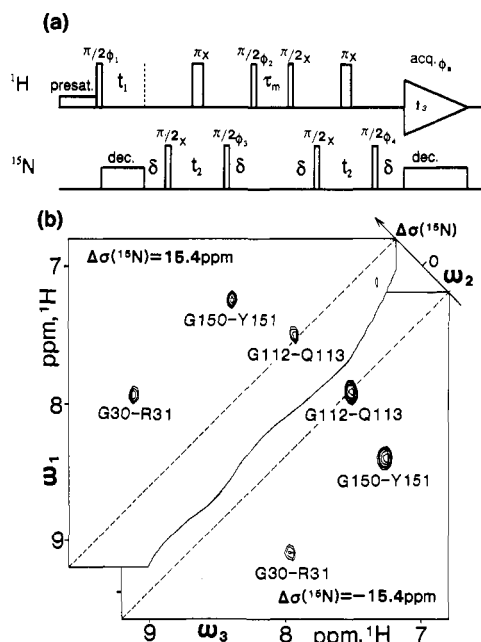 (a)
π/2ϕ₁ πₓ π/2ϕ₂ π/2ₓ πₓ acq.ϕₐ
¹H presat. t₁ τₘ t₃
π/2ₓ π/2ϕ₃ π/2ₓ π/2ϕ₄
¹⁵N dec. δ t₂ δ δ t₂ δ dec.
(b)
Δσ(¹⁵N)
Δσ(¹⁵N)=15.4ppm
0
ω₂
7
G150-Y151
G112-Q113
ppm,¹H
8
G30-R31
G112-Q113
ω₁
G150-Y151
9
G30-R31
Δσ(¹⁵N)=-15.4ppm
9 ω₃ 8 ppm,¹H 7